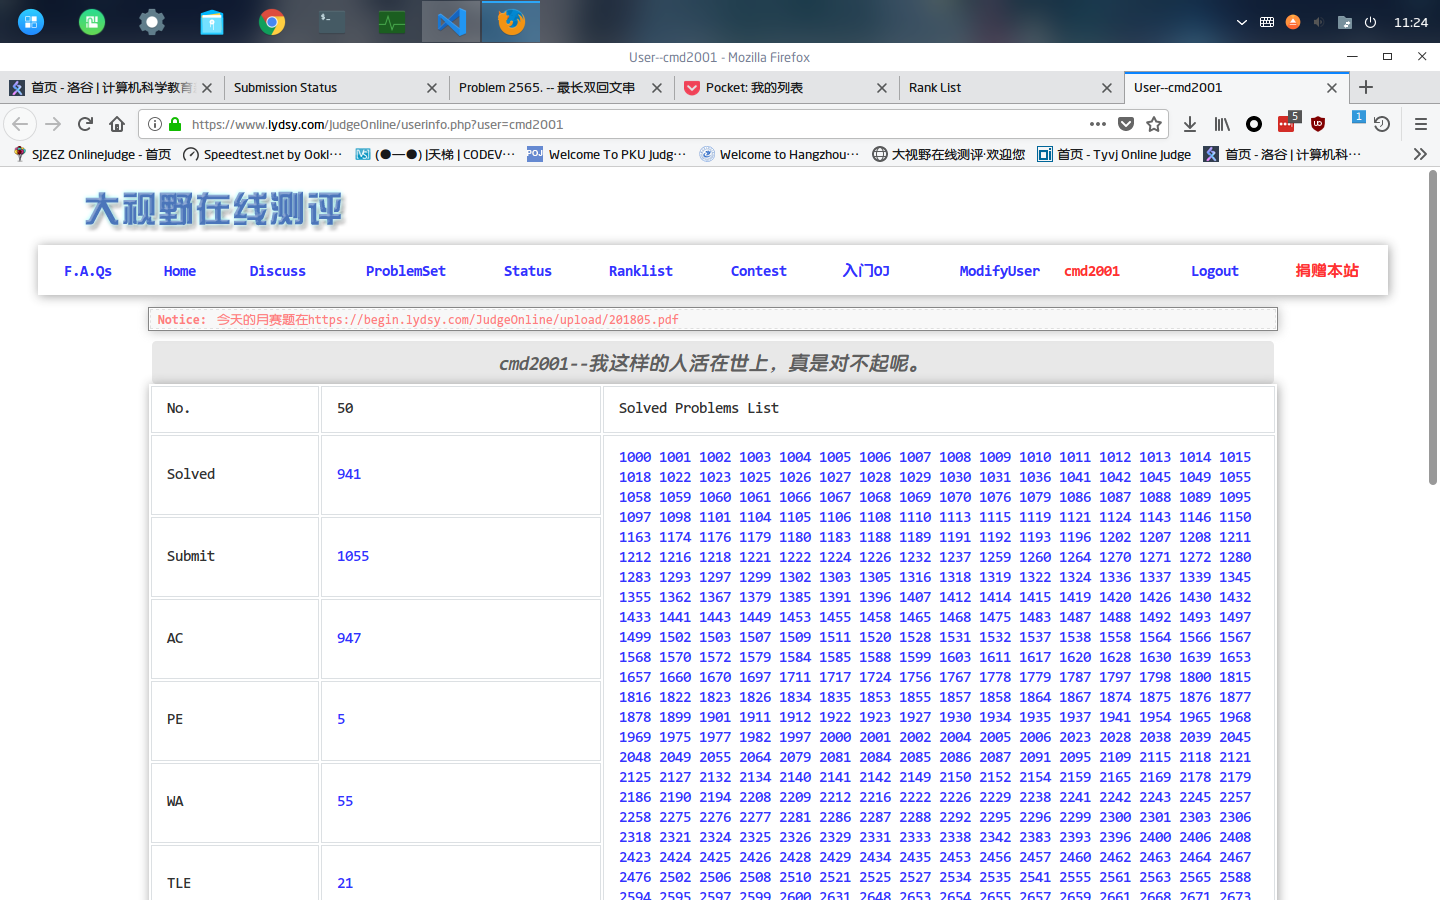 11:24
User--cmd2001 - Mozilla Firefox
首页 - 洛谷 | 计算机科学教育
Submission Status
Problem 2565. -- 最长双回文串
Pocket: 我的列表
Rank List
User--cmd2001
https://www.lydsy.com/JudgeOnline/userinfo.php?user=cmd2001
5
1
SJZEZ OnlineJudge - 首页
Speedtest.net by Ookl···
(●—●) |天梯 | CODEV···
POJ
Welcome To PKU Judg···
Welcome to Hangzhou···
大视野在线测评·欢迎您
首页 - Tyvj Online Judge
首页 - 洛谷 | 计算机科···
大视野在线测评
F.A.Qs Home Discuss ProblemSet Status Ranklist Contest 入门OJ ModifyUser cmd2001 Logout 捐赠本站
Notice: 今天的月赛题在https://begin.lydsy.com/JudgeOnline/upload/201805.pdf
cmd2001--我这样的人活在世上，真是对不起呢。
No. 50 Solved Problems List
Solved 941
Submit 1055
AC 947
PE 5
WA 55
TLE 21
1000 1001 1002 1003 1004 1005 1006 1007 1008 1009 1010 1011 1012 1013 1014 1015
1018 1022 1023 1025 1026 1027 1028 1029 1030 1031 1036 1041 1042 1045 1049 1055
1058 1059 1060 1061 1066 1067 1068 1069 1070 1076 1079 1086 1087 1088 1089 1095
1097 1098 1101 1104 1105 1106 1108 1110 1113 1115 1119 1121 1124 1143 1146 1150
1163 1174 1176 1179 1180 1183 1188 1189 1191 1192 1193 1196 1202 1207 1208 1211
1212 1216 1218 1221 1222 1224 1226 1232 1237 1259 1260 1264 1270 1271 1272 1280
1283 1293 1297 1299 1302 1303 1305 1316 1318 1319 1322 1324 1336 1337 1339 1345
1355 1362 1367 1379 1385 1391 1396 1407 1412 1414 1415 1419 1420 1426 1430 1432
1433 1441 1443 1449 1453 1455 1458 1465 1468 1475 1483 1487 1488 1492 1493 1497
1499 1502 1503 1507 1509 1511 1520 1528 1531 1532 1537 1538 1558 1564 1566 1567
1568 1570 1572 1579 1584 1585 1588 1599 1603 1611 1617 1620 1628 1630 1639 1653
1657 1660 1670 1697 1711 1717 1724 1756 1767 1778 1779 1787 1797 1798 1800 1815
1816 1822 1823 1826 1834 1835 1853 1855 1857 1858 1864 1867 1874 1875 1876 1877
1878 1899 1901 1911 1912 1922 1923 1927 1930 1934 1935 1937 1941 1954 1965 1968
1969 1975 1977 1982 1997 2000 2001 2002 2004 2005 2006 2023 2028 2038 2039 2045
2048 2049 2055 2064 2079 2081 2084 2085 2086 2087 2091 2095 2109 2115 2118 2121
2125 2127 2132 2134 2140 2141 2142 2149 2150 2152 2154 2159 2165 2169 2178 2179
2186 2190 2194 2208 2209 2212 2216 2222 2226 2229 2238 2241 2242 2243 2245 2257
2258 2275 2276 2277 2281 2286 2287 2288 2292 2295 2296 2299 2300 2301 2303 2306
2318 2321 2324 2325 2326 2329 2331 2333 2338 2342 2383 2393 2396 2400 2406 2408
2423 2424 2425 2426 2428 2429 2434 2435 2453 2456 2457 2460 2462 2463 2464 2467
2476 2502 2506 2508 2510 2521 2525 2527 2534 2535 2541 2555 2561 2563 2565 2588
2594 2595 2597 2599 2600 2631 2648 2653 2654 2655 2657 2659 2661 2668 2671 2673